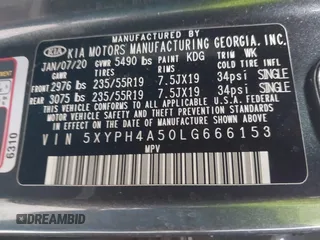 KIA KIA MOTORS MANUFACTURING GEORGIA, INC.
JAN/07/20 GVWR 5490 lbs PAINT KDG TRIM WK
GAWR TIRE RIM COLD TIRE INFL.
FRONT 2976 lbs 235/55R19 7.5JX19 34psi SINGLE
REAR 3075 lbs 235/55R19 7.5JX19 34psi SINGLE
THIS VEHICLE CONFORMS TO ALL APPLICABLE
U.S.A. FEDERAL MOTOR VEHICLE SAFETY AND
THEFT PREVENTION STANDARDS IN EFFECT ON
THE DATE OF MANUFACTURE SHOWN ABOVE
VIN 5XYPH4A50LG666153
MPV
6310
DREAMBID